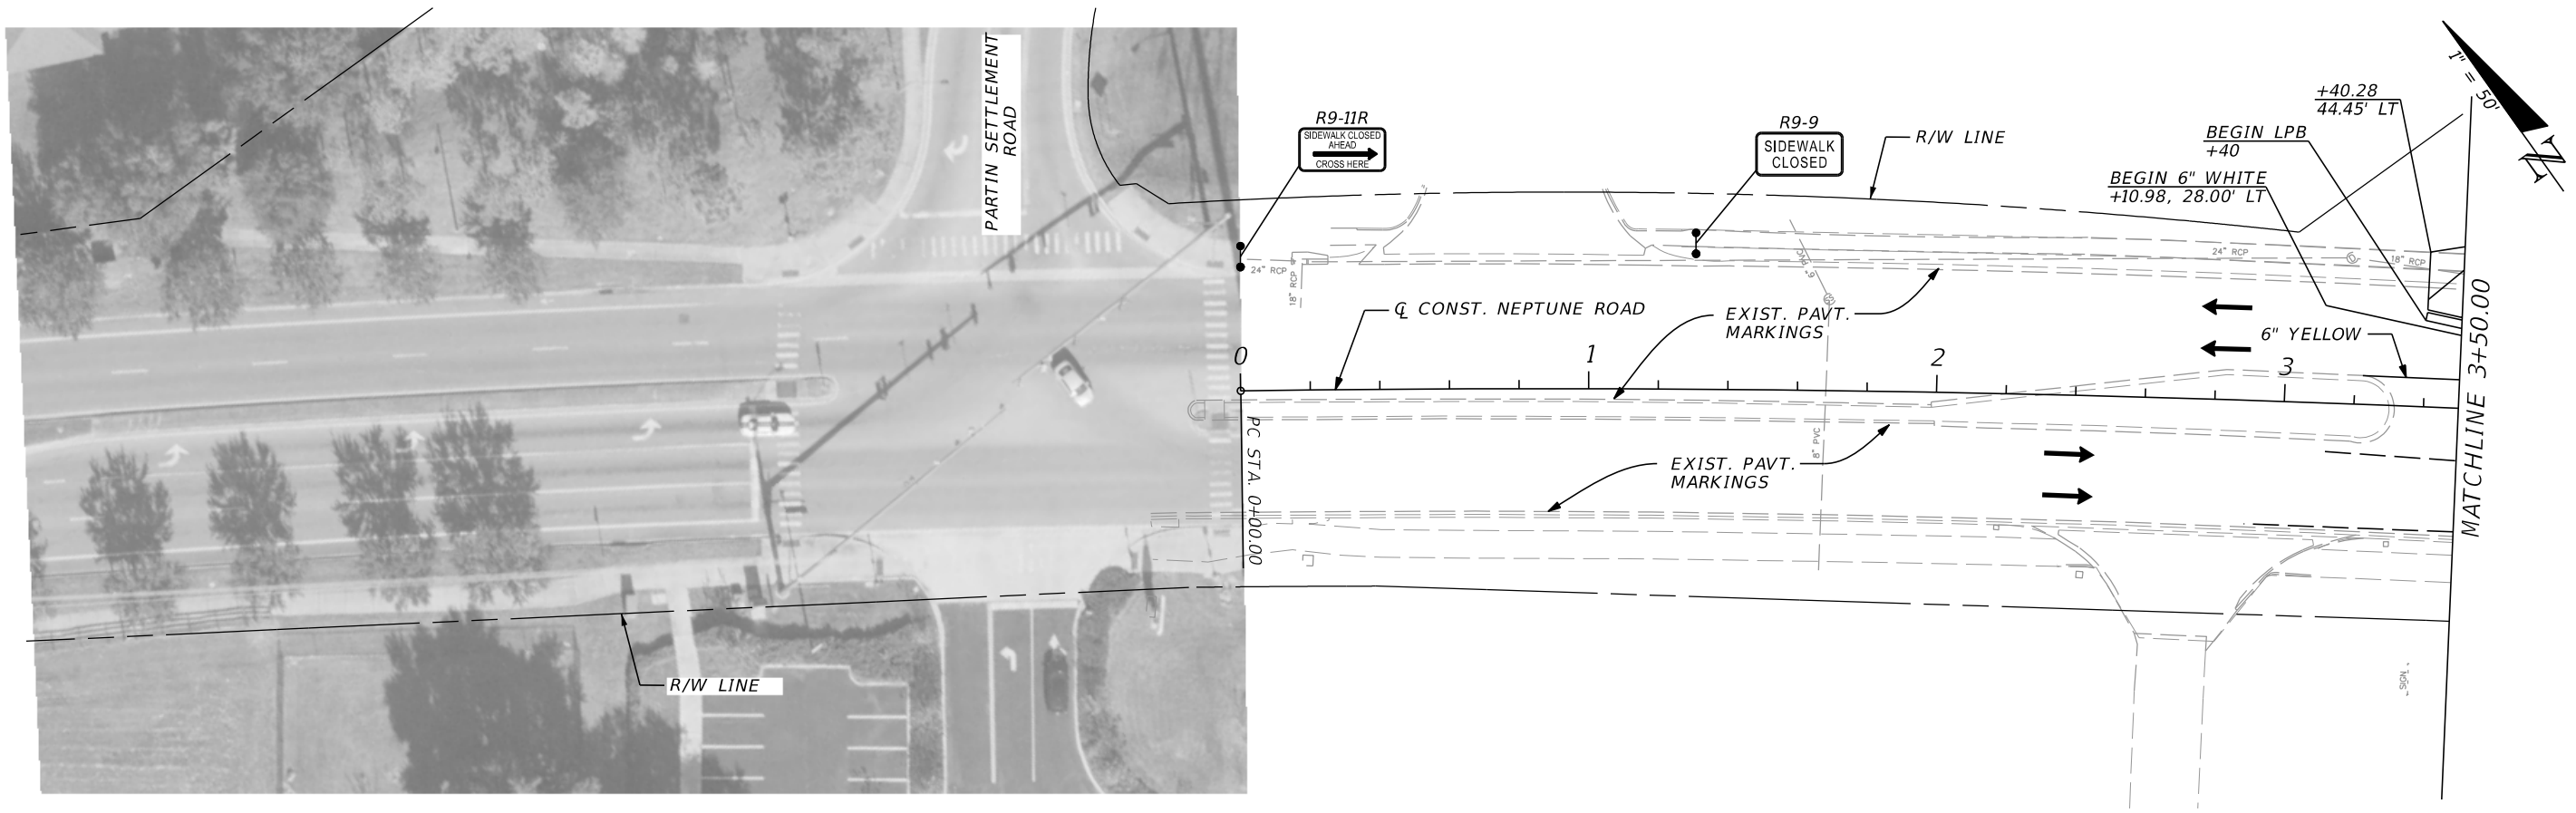 PARTIN SETTLEMENT
ROAD
R9-11R
SIDEWALK CLOSED
AHEAD
CROSS HERE
R9-9
SIDEWALK
CLOSED
R/W LINE
+40.28
44.45' LT
BEGIN LPB
+40
BEGIN 6" WHITE
+10.98, 28.00' LT
1" = 50'
N
24" RCP
18" RCP
6" PVC
24" RCP
18" RCP
℄ CONST. NEPTUNE ROAD
EXIST. PAVT.
MARKINGS
6" YELLOW
0
1
2
3
MATCHLINE 3+50.00
PC STA. 0+00.00
8" PVC
EXIST. PAVT.
MARKINGS
R/W LINE
SIGN